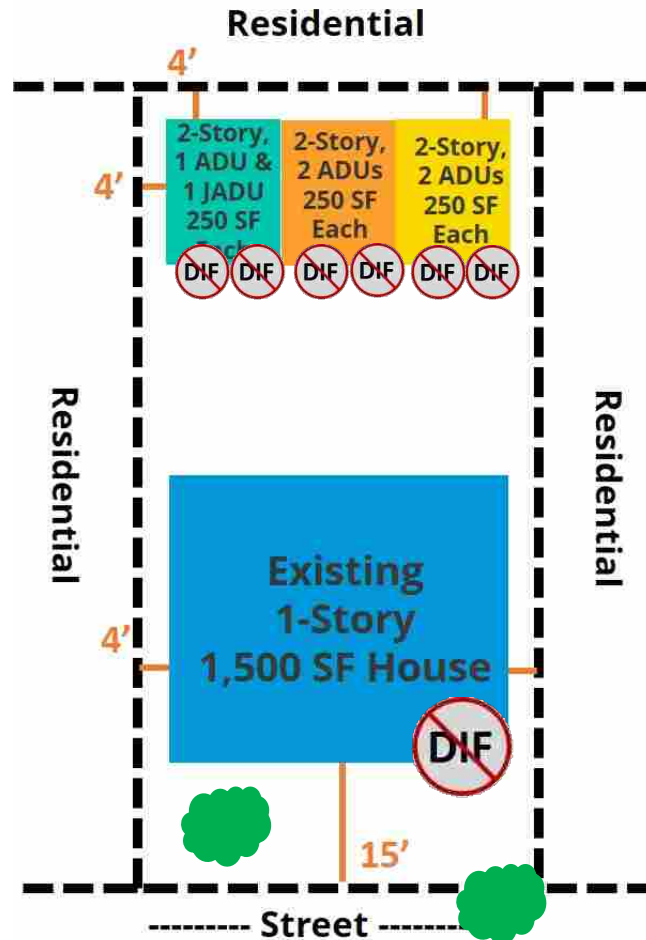 Residential
4’
2-Story,
1 ADU &
1 JADU
250 SF
Each
2-Story,
2 ADUs
250 SF
Each
2-Story,
2 ADUs
250 SF
Each
4’
DIF
DIF
DIF
DIF
DIF
DIF
Residential
Residential
Existing
1-Story
1,500 SF House
4’
DIF
15’
Street